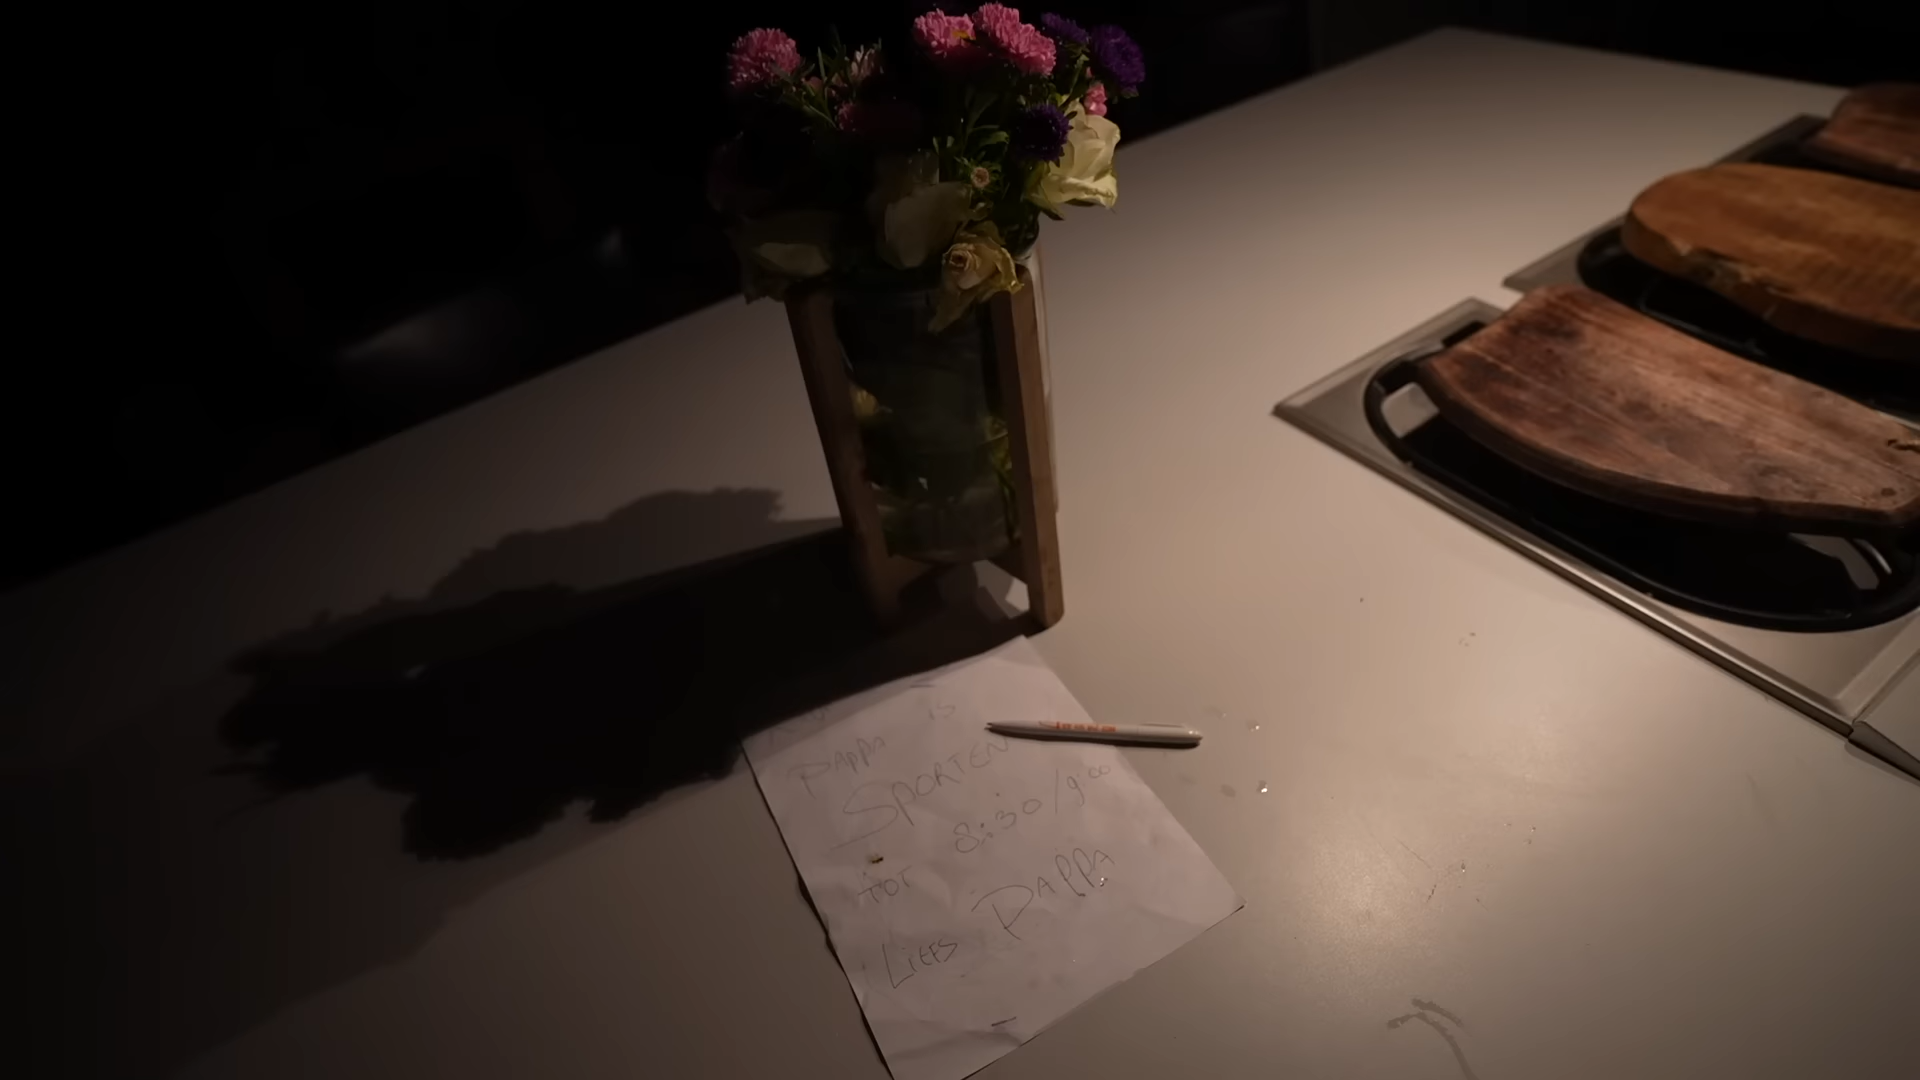 is
PAPPA
SPORTEN
TOT 8:30/9:00
LIEFS PAPPA